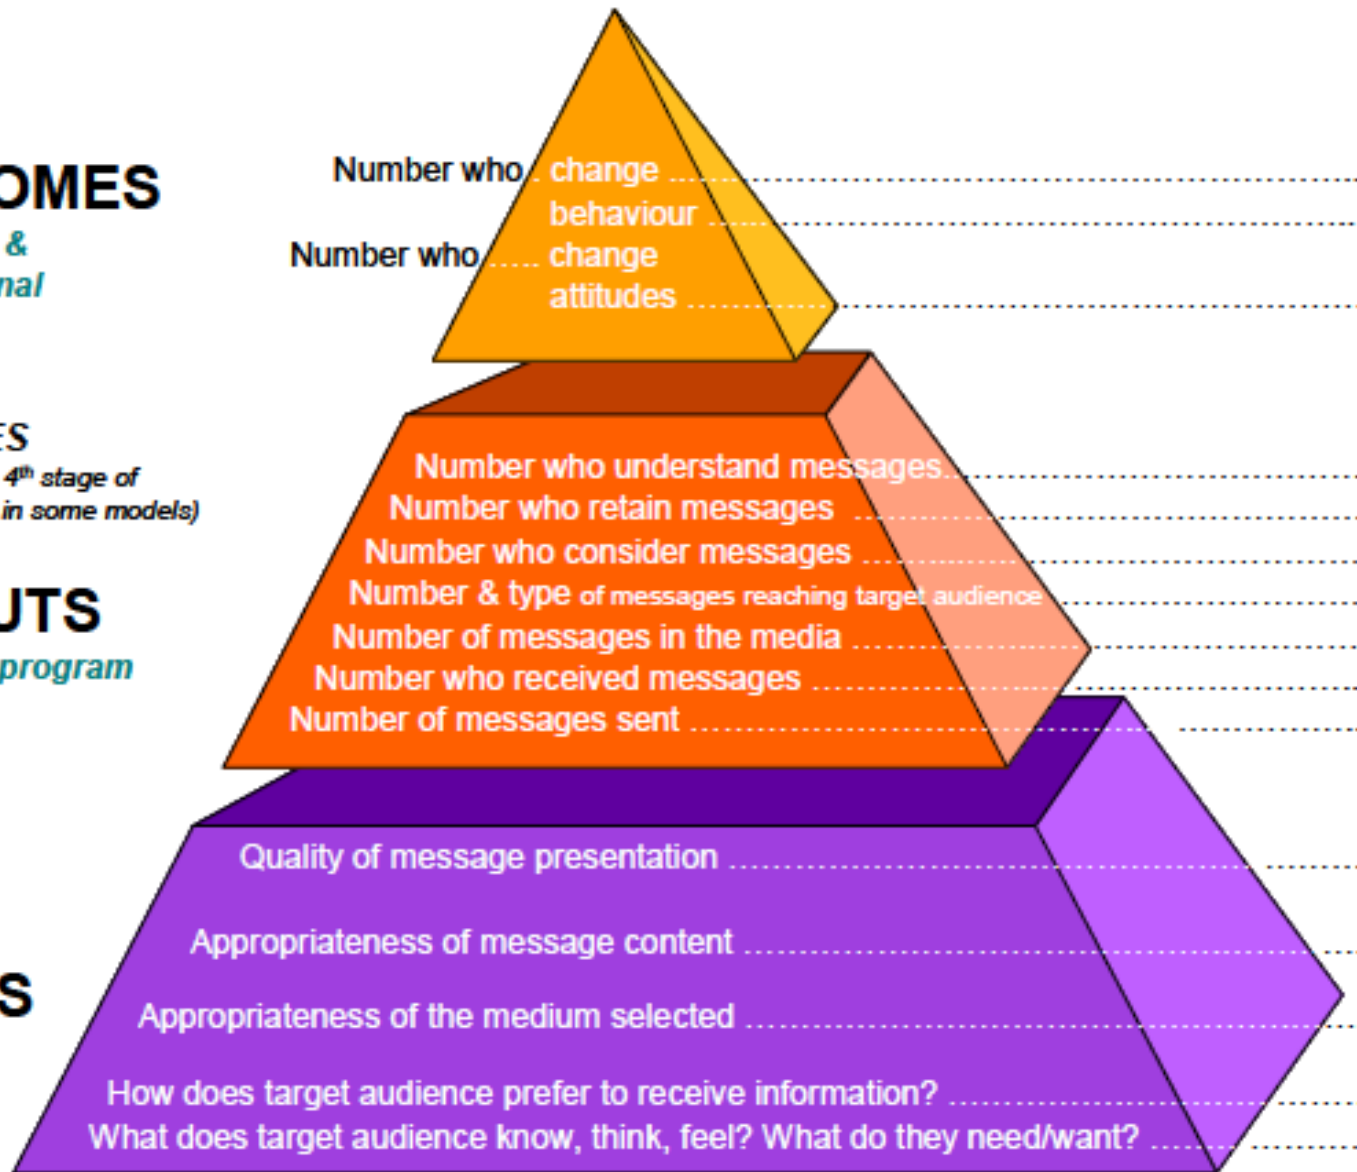 Number who change
OMES
behaviour
&
Number who change
nal
attitudes
ES
Number who understand messages
4th stage of
Number who retain messages
in some models)
Number who consider messages
Number & type of messages reaching target audience
UTS
Number of messages in the media
program
Number who received messages
Number of messages sent
Quality of message presentation
Appropriateness of message content
S
Appropriateness of the medium selected
How does target audience prefer to receive information?
What does target audience know, think, feel? What do they need/want?